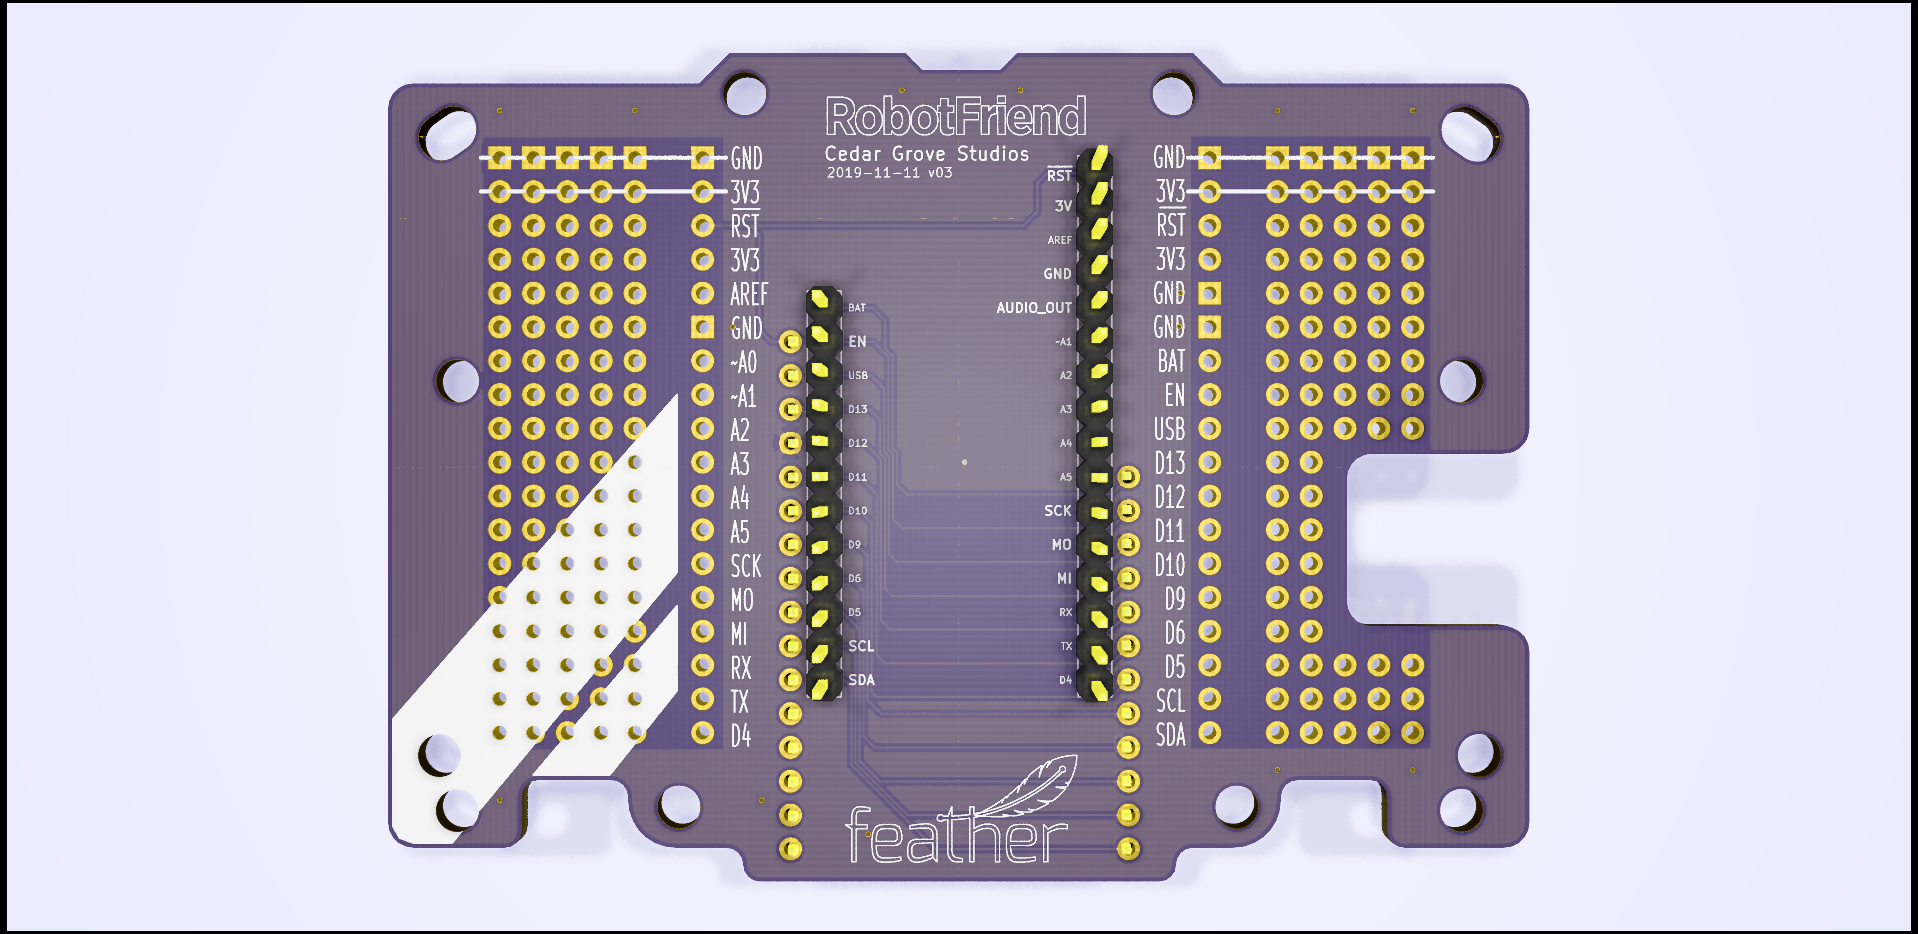 RobotFriend
Cedar Grove Studios
2019-11-11 v03
GND
3V3
RST
3V3
AREF
GND
~A0
~A1
A2
A3
A4
A5
SCK
MO
MI
RX
TX
D4
BAT
EN
USB
D13
D12
D11
D10
D9
D6
D5
SCL
SDA
RST
3V
AREF
GND
AUDIO_OUT
~A1
A2
A3
A4
A5
SCK
MO
MI
RX
TX
D4
GND
3V3
RST
3V3
GND
GND
BAT
EN
USB
D13
D12
D11
D10
D9
D6
D5
SCL
SDA
feather